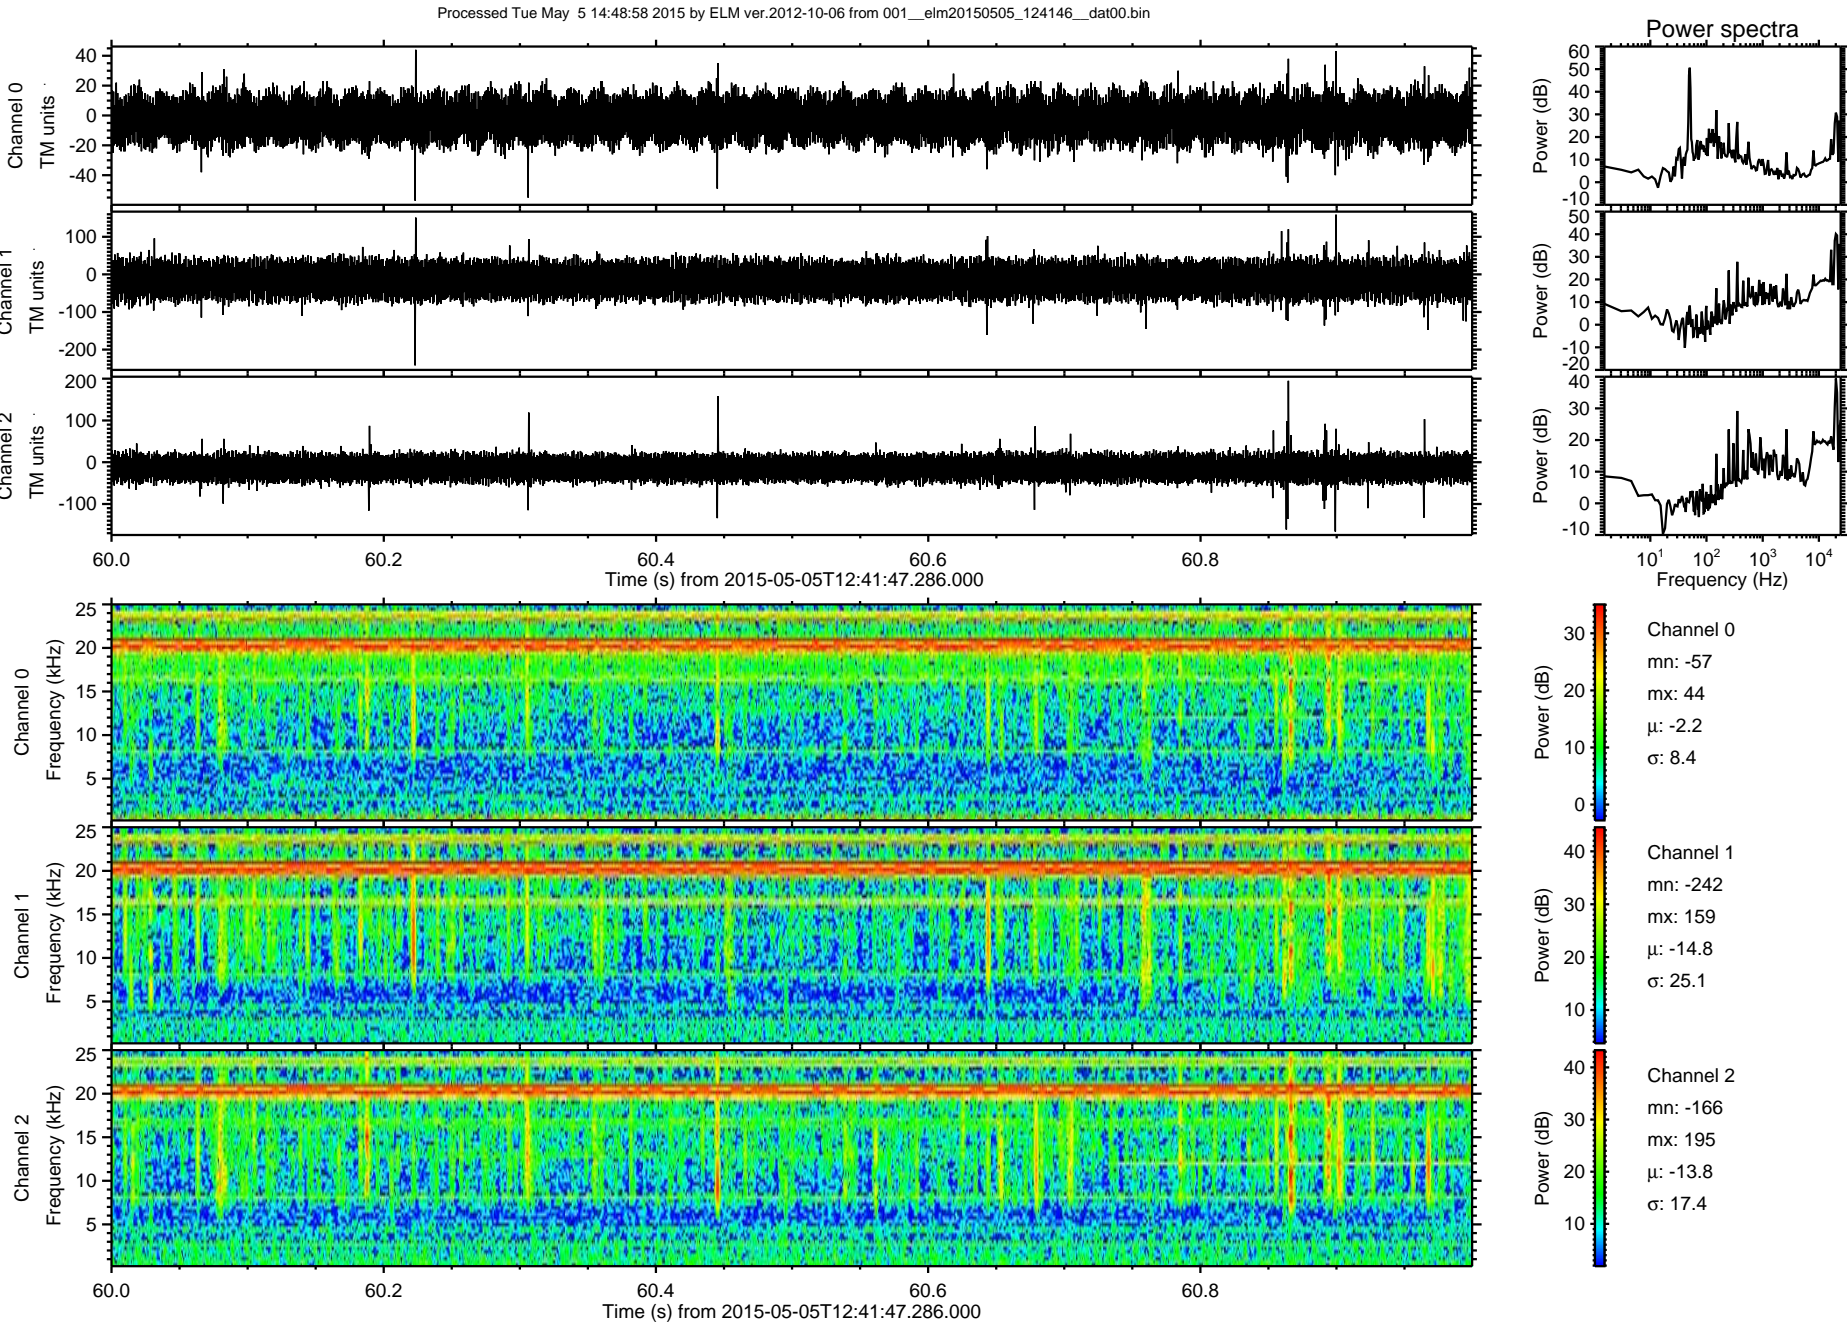 Processed Tue May  5 14:48:58 2015 by ELM ver.2012-10-06 from 001__elm20150505_124146__dat00.bin
Power spectra
Channel 0
TM units
40
20
0
-20
-40
Power (dB)
60
50
40
30
20
10
0
-10
Channel 1
TM units
100
0
-100
-200
Power (dB)
50
40
30
20
10
0
-10
-20
Channel 2
TM units
200
100
0
-100
Power (dB)
40
30
20
10
0
-10
60.0 60.2 60.4 60.6 60.8
Time (s) from 2015-05-05T12:41:47.286.000
10^1 10^2 10^3 10^4
Frequency (Hz)
Channel 0
Frequency (kHz)
25
20
15
10
5
Power (dB)
30
20
10
0
Channel 0
mn: -57
mx: 44
μ: -2.2
σ: 8.4
Channel 1
Frequency (kHz)
25
20
15
10
5
Power (dB)
40
30
20
10
Channel 1
mn: -242
mx: 159
μ: -14.8
σ: 25.1
Channel 2
Frequency (kHz)
25
20
15
10
5
Power (dB)
40
30
20
10
Channel 2
mn: -166
mx: 195
μ: -13.8
σ: 17.4
60.0 60.2 60.4 60.6 60.8
Time (s) from 2015-05-05T12:41:47.286.000